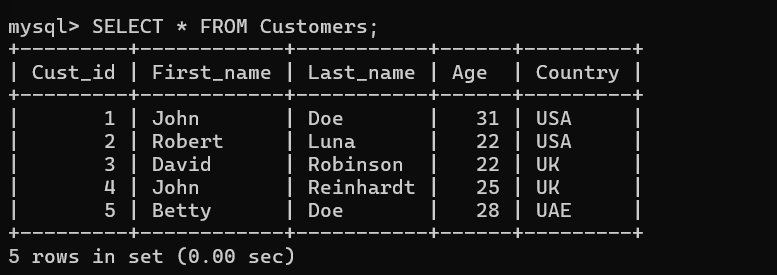 mysql> SELECT * FROM Customers;
+---------+------------+-----------+------+---------+
| Cust_id | First_name | Last_name | Age  | Country |
+---------+------------+-----------+------+---------+
|       1 | John       | Doe       |   31 | USA     |
|       2 | Robert     | Luna      |   22 | USA     |
|       3 | David      | Robinson  |   22 | UK      |
|       4 | John       | Reinhardt |   25 | UK      |
|       5 | Betty      | Doe       |   28 | UAE     |
+---------+------------+-----------+------+---------+
5 rows in set (0.00 sec)